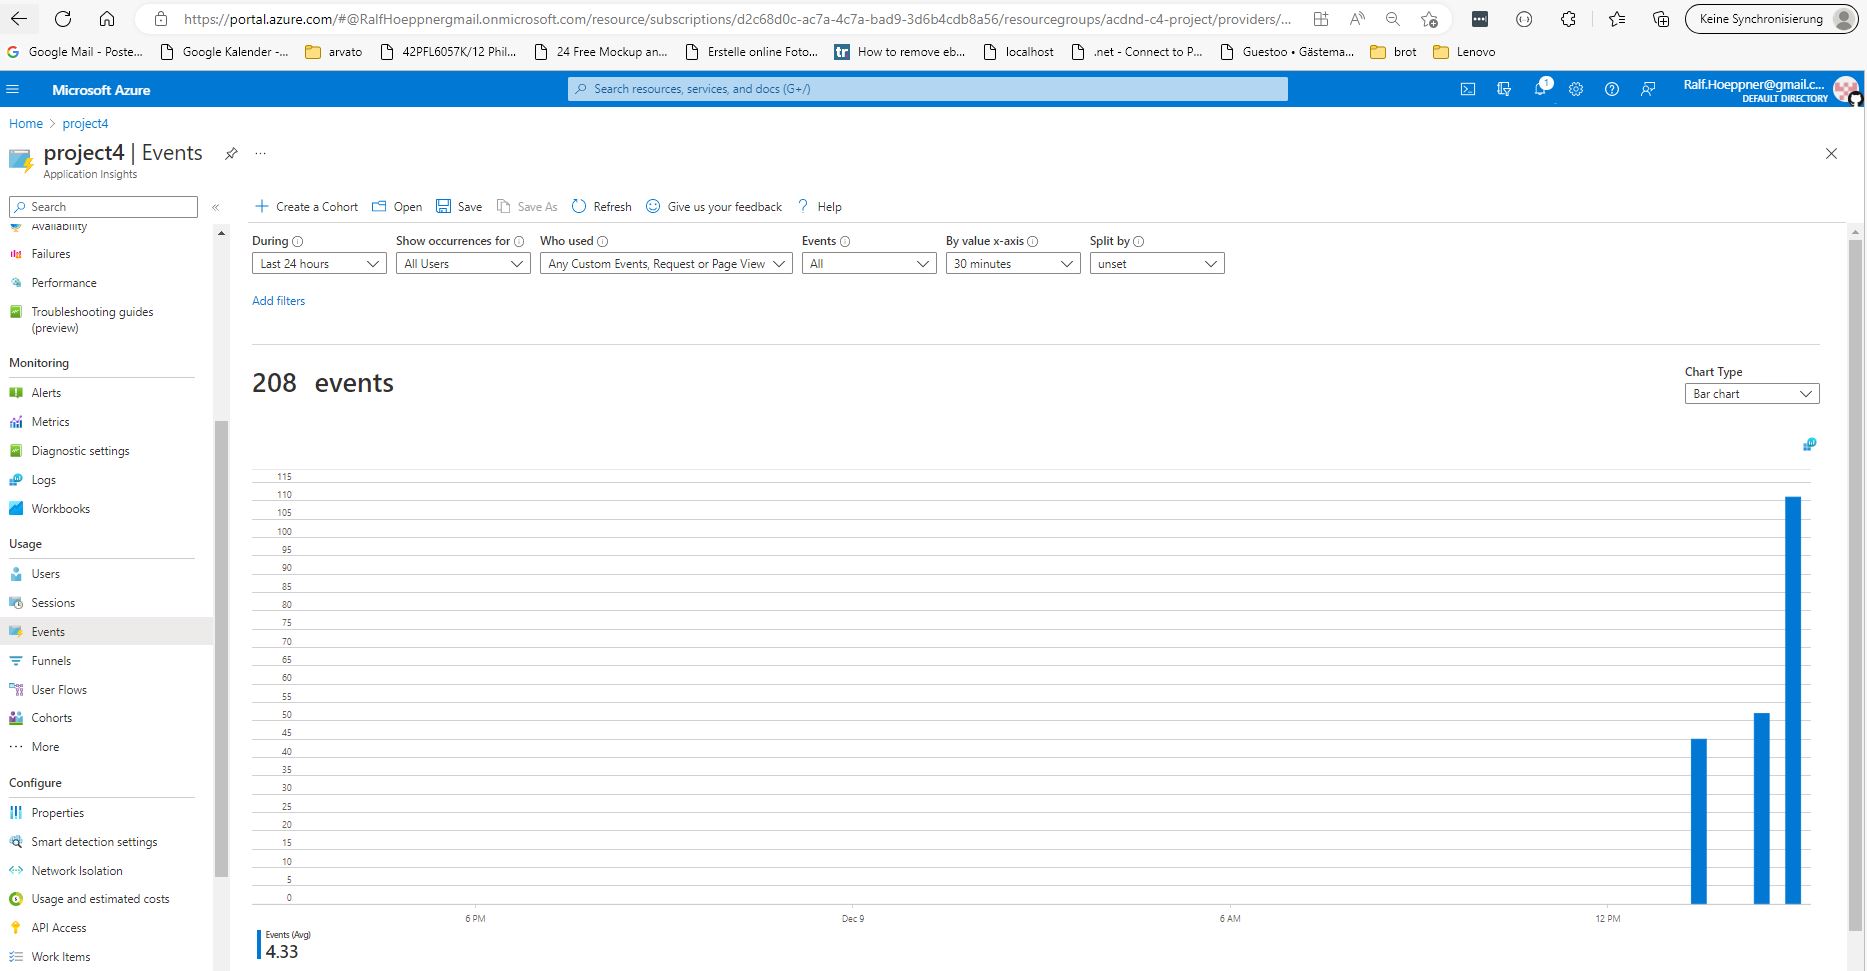 https://portal.azure.com/#@RalfHoeppnergmail.onmicrosoft.com/resource/subscriptions/d2c68d0c-ac7a-4c7a-bad9-3d6b4cdb8a56/resourcegroups/acdnd-c4-project/providers/...
Keine Synchronisierung
Google Mail - Poste...
Google Kalender -...
arvato
42PFL6057K/12 Phil...
24 Free Mockup an...
Erstelle online Foto...
tr How to remove eb...
localhost
.net - Connect to P...
Guestoo • Gästema...
brot
Lenovo
Microsoft Azure
Search resources, services, and docs (G+/)
1
Ralf.Hoeppner@gmail.c...
DEFAULT DIRECTORY
Home > project4
project4 | Events
Application Insights
Search
Create a Cohort
Open
Save
Save As
Refresh
Give us your feedback
? Help
Availability
Failures
Performance
Troubleshooting guides
(preview)
Monitoring
Alerts
Metrics
Diagnostic settings
Logs
Workbooks
Usage
Users
Sessions
Events
Funnels
User Flows
Cohorts
More
Configure
Properties
Smart detection settings
Network Isolation
Usage and estimated costs
API Access
Work Items
During
Show occurrences for
Who used
Events
By value x-axis
Split by
Last 24 hours
All Users
Any Custom Events, Request or Page View
All
30 minutes
unset
Add filters
208 events
Chart Type
Bar chart
115
110
105
100
95
90
85
80
75
70
65
60
55
50
45
40
35
30
25
20
15
10
5
0
6 PM
Dec 9
6 AM
12 PM
Events (Avg)
4.33